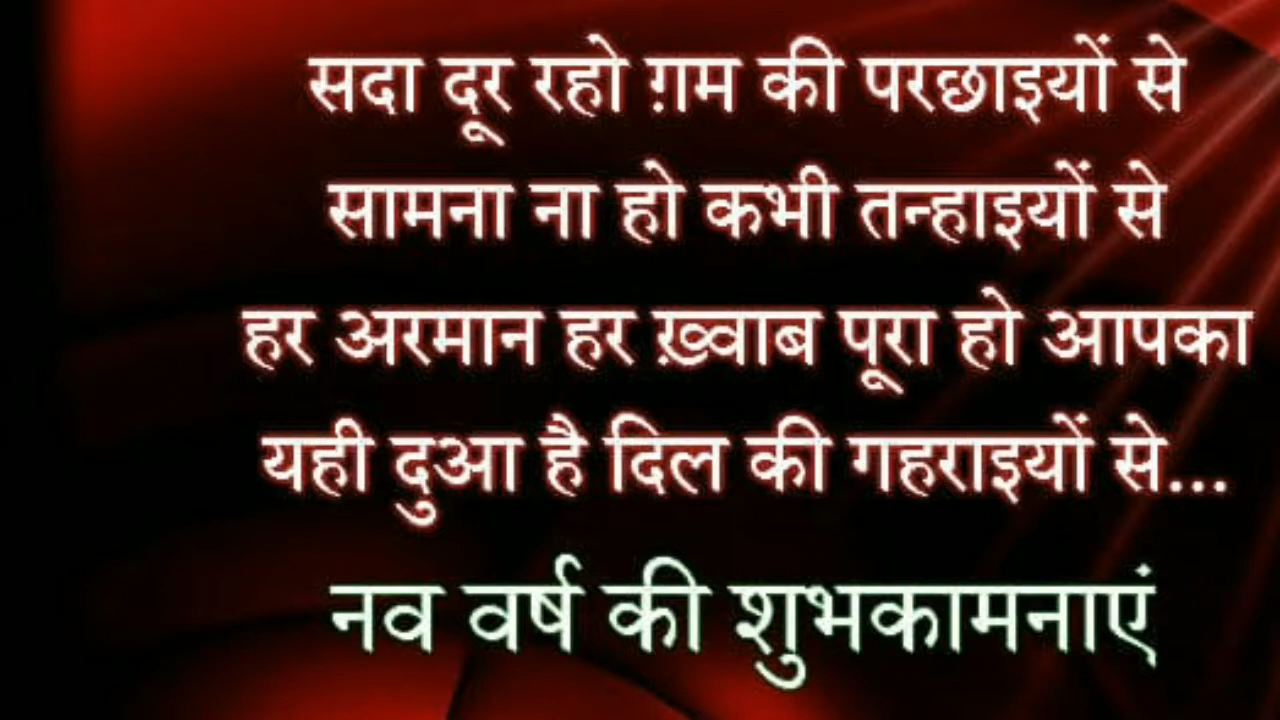 सदा दूर रहो ग़म की परछाइयों से
सामना ना हो कभी तन्हाइयों से
हर अरमान हर ख़्वाब पूरा हो आपका
यही दुआ है दिल की गहराइयों से...
नव वर्ष की शुभकामनाएं